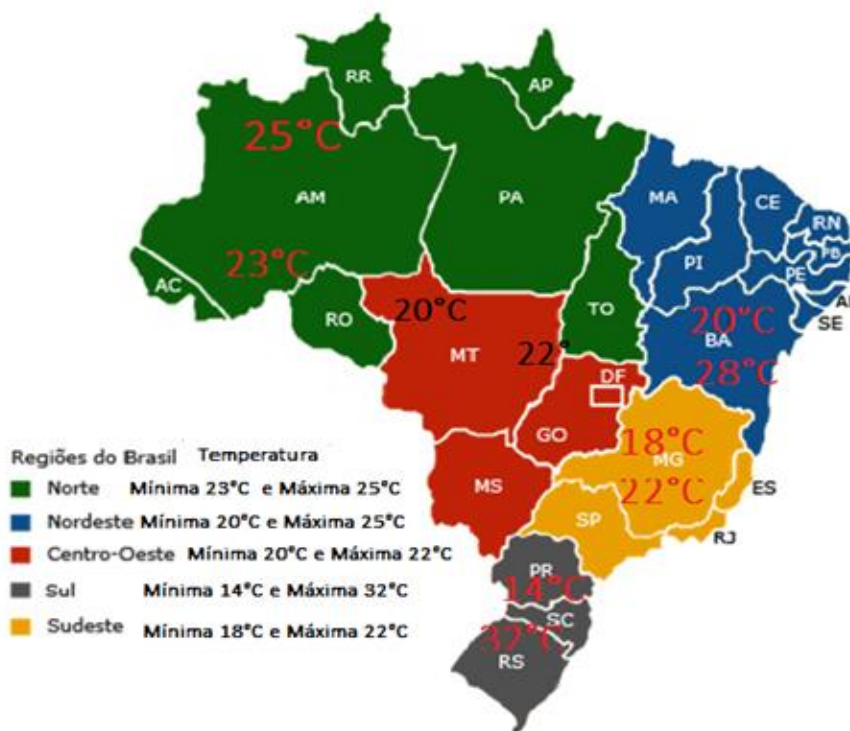 RR
AP
25°C
AM
PA
MA
CE
RN
PB
PE
PI
23°C
AC
RO
TO
SE
20°C
BA
20°C
MT
22°
28°C
DF
GO
18°C
MG
MS
22°C
ES
SP
RJ
PR
14°C
SC
32°C
RS
Regiões do Brasil Temperatura
Norte Mínima 23°C e Máxima 25°C
Nordeste Mínima 20°C e Máxima 25°C
Centro-Oeste Mínima 20°C e Máxima 22°C
Sul Mínima 14°C e Máxima 32°C
Sudeste Mínima 18°C e Máxima 22°C